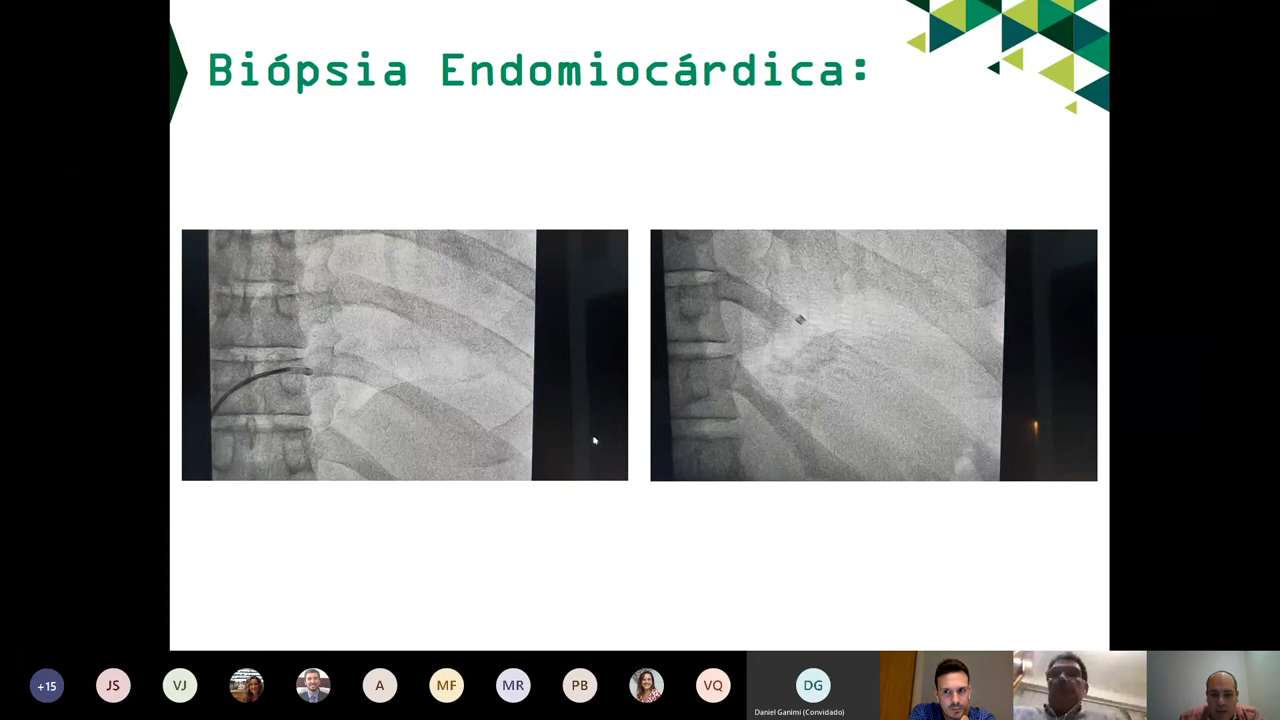 Biópsia Endomiocárdica:
+15
JS
VJ
A
MF
MR
PB
VQ
DG
Daniel Ganimi (Convidado)